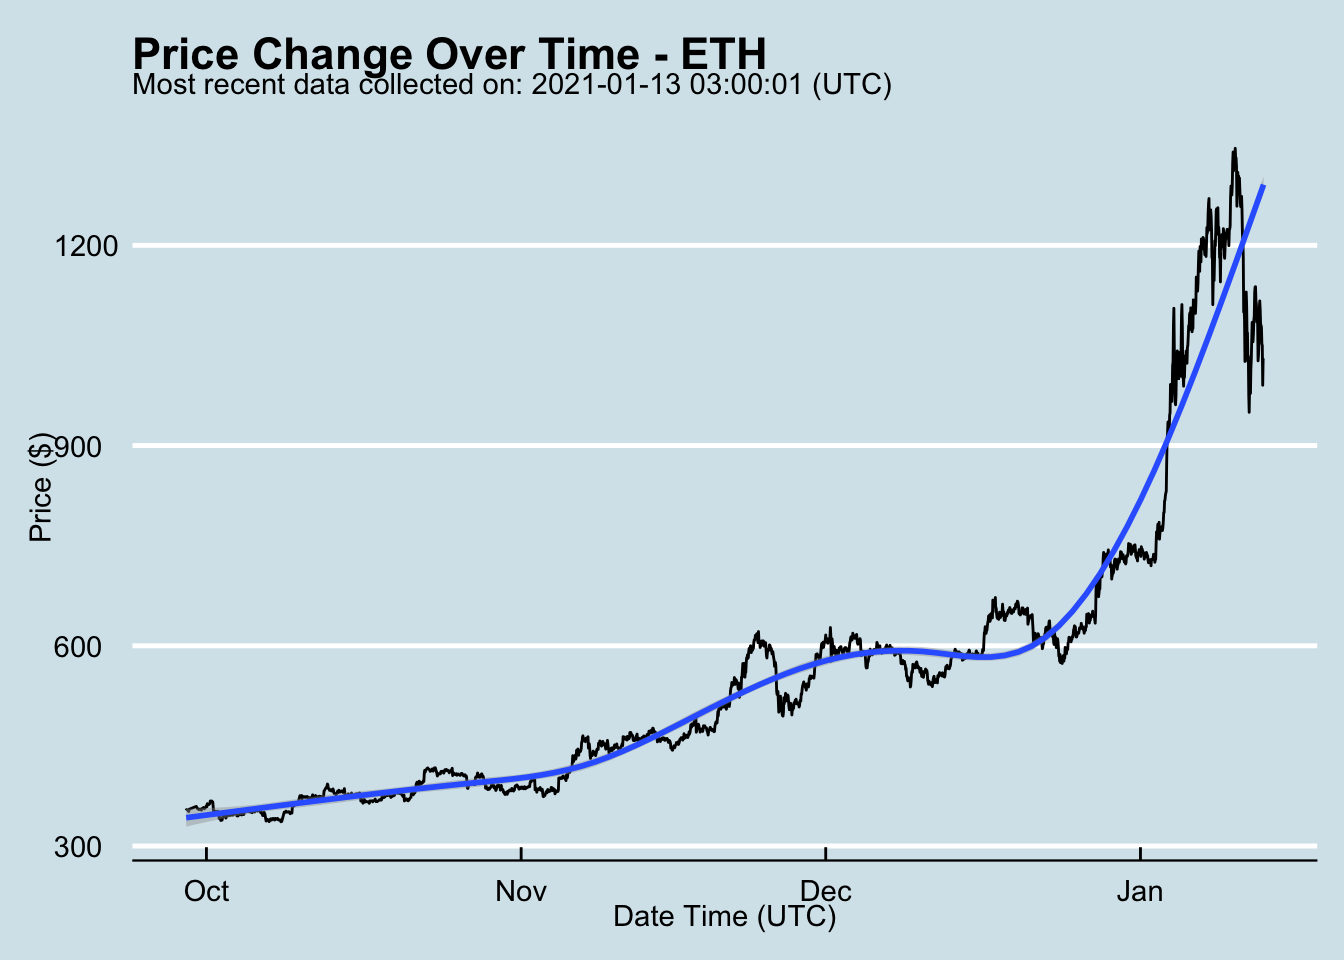 Price Change Over Time - ETH
Most recent data collected on: 2021-01-13 03:00:01 (UTC)
Price ($)
1200
900
600
300
Oct Nov Dec Jan
Date Time (UTC)